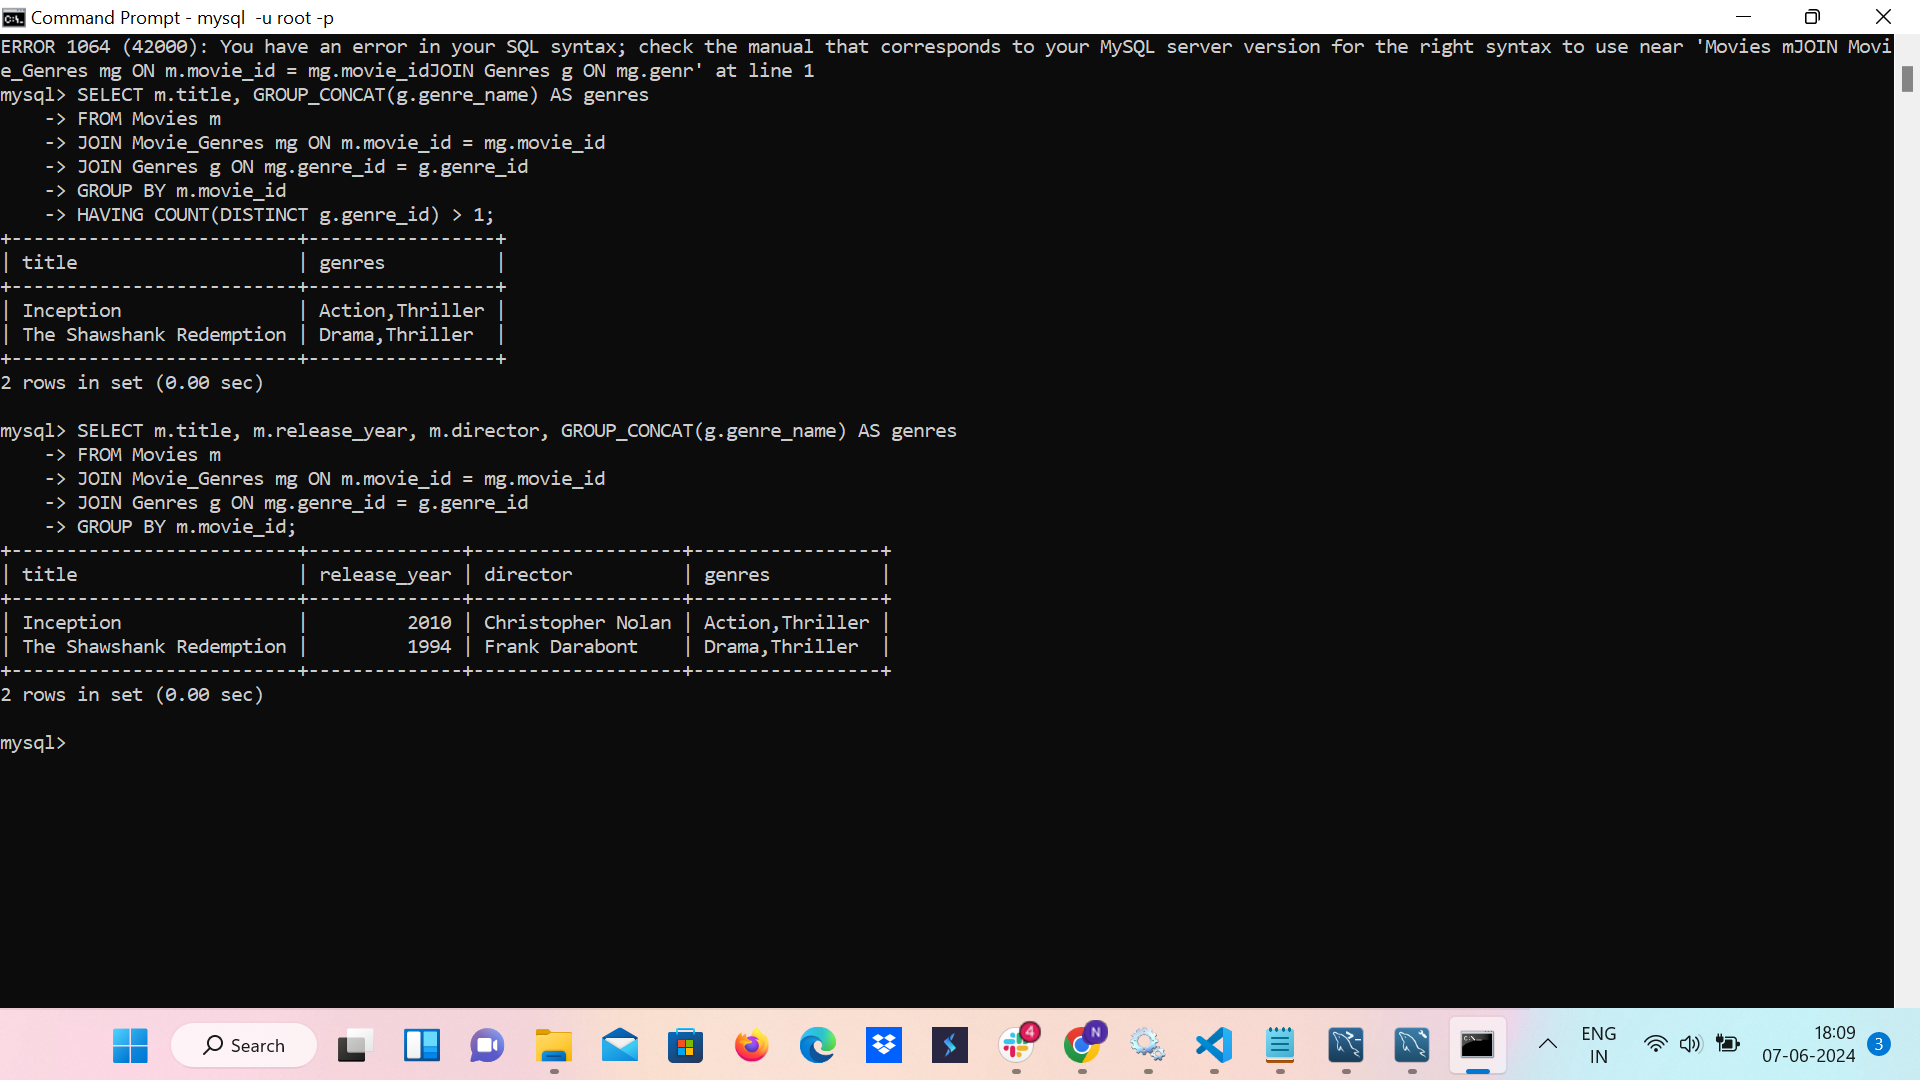 Command Prompt - mysql  -u root -p
ERROR 1064 (42000): You have an error in your SQL syntax; check the manual that corresponds to your MySQL server version for the right syntax to use near 'Movies mJOIN Movi
e_Genres mg ON m.movie_id = mg.movie_idJOIN Genres g ON mg.genr' at line 1
mysql> SELECT m.title, GROUP_CONCAT(g.genre_name) AS genres
    -> FROM Movies m
    -> JOIN Movie_Genres mg ON m.movie_id = mg.movie_id
    -> JOIN Genres g ON mg.genre_id = g.genre_id
    -> GROUP BY m.movie_id
    -> HAVING COUNT(DISTINCT g.genre_id) > 1;
+--------------------------+-----------------+
| title                    | genres          |
+--------------------------+-----------------+
| Inception                | Action,Thriller |
| The Shawshank Redemption | Drama,Thriller  |
+--------------------------+-----------------+
2 rows in set (0.00 sec)
mysql> SELECT m.title, m.release_year, m.director, GROUP_CONCAT(g.genre_name) AS genres
    -> FROM Movies m
    -> JOIN Movie_Genres mg ON m.movie_id = mg.movie_id
    -> JOIN Genres g ON mg.genre_id = g.genre_id
    -> GROUP BY m.movie_id;
+--------------------------+--------------+-------------------+-----------------+
| title                    | release_year | director          | genres          |
+--------------------------+--------------+-------------------+-----------------+
| Inception                |         2010 | Christopher Nolan | Action,Thriller |
| The Shawshank Redemption |         1994 | Frank Darabont    | Drama,Thriller  |
+--------------------------+--------------+-------------------+-----------------+
2 rows in set (0.00 sec)
mysql>
Search
4
N
ENG
IN
18:09
07-06-2024
3